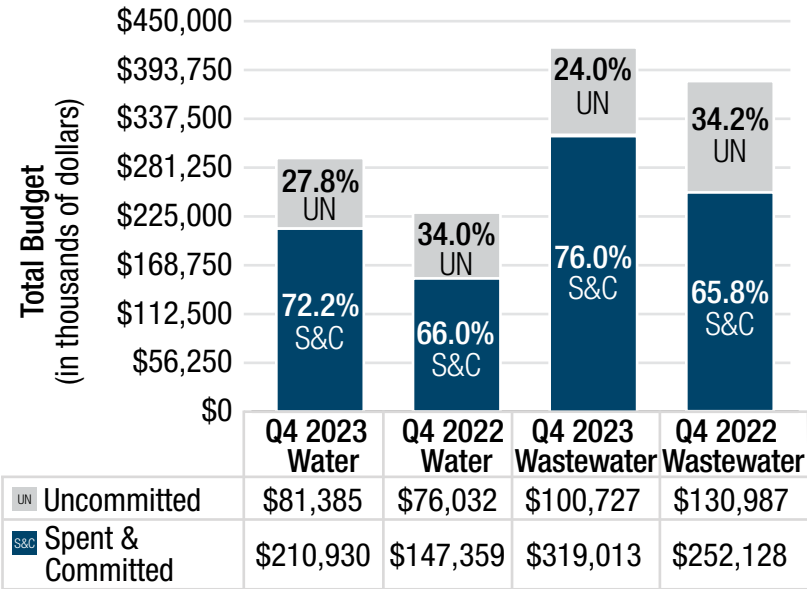 Total Budget
(in thousands of dollars)
$450,000
$393,750
$337,500
$281,250
$225,000
$168,750
$112,500
$56,250
$0
27.8%
UN
72.2%
S&C
34.0%
UN
66.0%
S&C
24.0%
UN
76.0%
S&C
34.2%
UN
65.8%
S&C
Q4 2023 Q4 2022 Q4 2023 Q4 2022
Water Water Wastewater Wastewater
UN Uncommitted $81,385 $76,032 $100,727 $130,987
S&C Spent &
Committed $210,930 $147,359 $319,013 $252,128